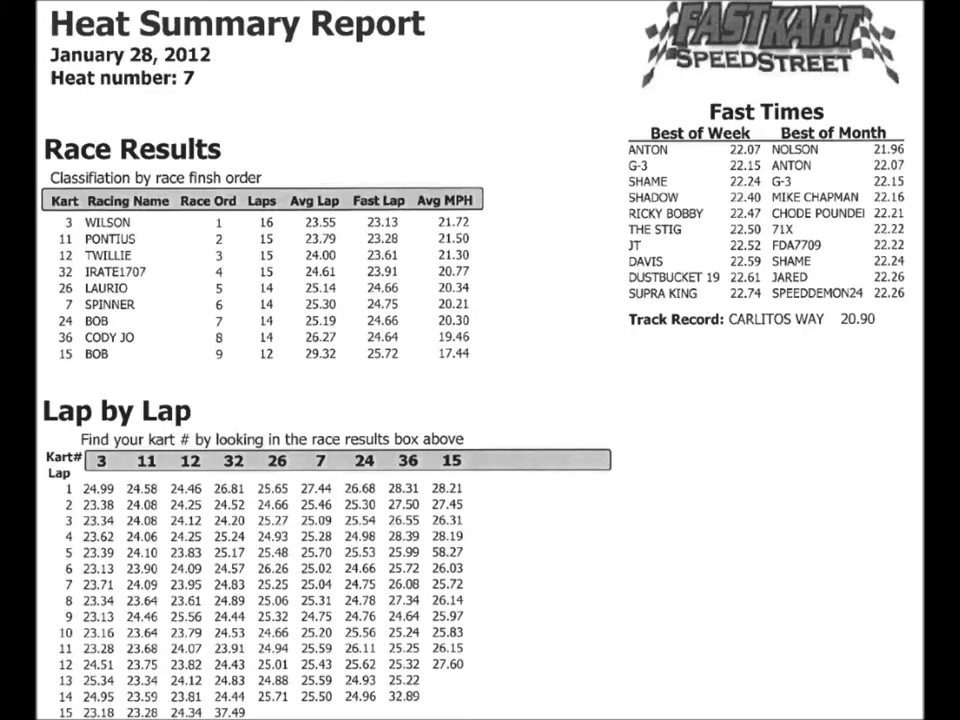 Heat Summary Report
January 28, 2012
Heat number: 7
FASTKART
SPEEDSTREET
Fast Times
Best of Week Best of Month
ANTON 22.07 NOLSON 21.96
G-3 22.15 ANTON 22.07
SHAME 22.24 G-3 22.15
SHADOW 22.40 MIKE CHAPMAN 22.16
RICKY BOBBY 22.47 CHODE POUNDEI 22.21
THE STIG 22.50 71X 22.22
JT 22.52 FDA7709 22.22
DAVIS 22.59 SHAME 22.24
DUSTBUCKET 19 22.61 JARED 22.26
SUPRA KING 22.74 SPEEDDEMON24 22.26
Track Record: CARLITOS WAY 20.90
Race Results
Classifiation by race finsh order
Kart Racing Name Race Ord Laps Avg Lap Fast Lap Avg MPH
3 WILSON 1 16 23.55 23.13 21.72
11 PONTIUS 2 15 23.79 23.28 21.50
12 TWILLIE 3 15 24.00 23.61 21.30
32 IRATE1707 4 15 24.61 23.91 20.77
26 LAURIO 5 14 25.14 24.66 20.34
7 SPINNER 6 14 25.30 24.75 20.21
24 BOB 7 14 25.19 24.66 20.30
36 CODY JO 8 14 26.27 24.64 19.46
15 BOB 9 12 29.32 25.72 17.44
Lap by Lap
Find your kart # by looking in the race results box above
Kart# 3 11 12 32 26 7 24 36 15
Lap
1 24.99 24.58 24.46 26.81 25.65 27.44 26.68 28.31 28.21
2 23.38 24.08 24.25 24.52 24.66 25.46 25.30 27.50 27.45
3 23.34 24.08 24.12 24.20 25.27 25.09 25.54 26.55 26.31
4 23.62 24.06 24.25 25.24 24.93 25.28 24.98 28.39 28.19
5 23.39 24.10 23.83 25.17 25.48 25.70 25.53 25.99 58.27
6 23.13 23.90 24.09 24.57 26.26 25.02 24.66 25.72 26.03
7 23.71 24.09 23.95 24.83 25.25 25.04 24.75 26.08 25.72
8 23.34 23.64 23.61 24.89 25.06 25.31 24.78 27.34 26.14
9 23.13 24.46 25.56 24.44 25.32 24.75 24.76 24.64 25.97
10 23.16 23.64 23.79 24.53 24.66 25.20 25.56 25.24 25.83
11 23.28 23.68 24.07 23.91 24.94 25.59 26.11 25.25 26.15
12 24.51 23.75 23.82 24.43 25.01 25.43 25.62 25.32 27.60
13 25.34 23.34 24.12 24.83 24.88 25.59 24.93 25.22
14 24.95 23.59 23.81 24.44 25.71 25.50 24.96 32.89
15 23.18 23.28 24.34 37.49